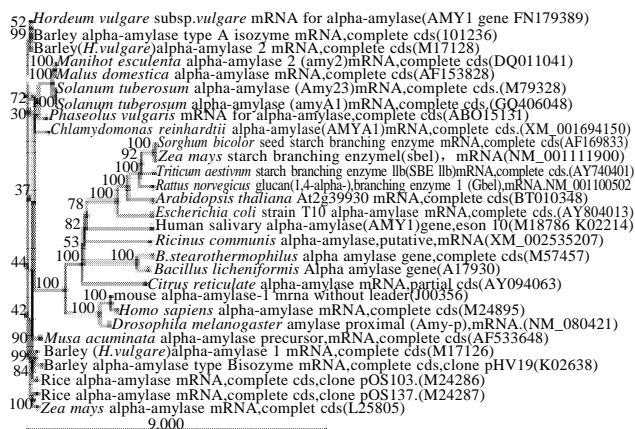 52 Hordeum vulgare subsp.vulgare mRNA for alpha-amylase(AMY1 gene FN179389)
99 Barley alpha-amylase type A isozyme mRNA,complete cds(101236)
Barley(H.vulgare)alpha-amylase 2 mRNA,complete cds(M17128)
100 Manihot esculenta alpha-amylase 2 (amy2)mRNA,complete cds(DQ011041)
100 Malus domestica alpha-amylase mRNA,complete cds(AF153828)
100 Solanum tuberosum alpha-amylase (Amy23)mRNA,complete cds.(M79328)
72 Solanum tuberosum alpha-amylase (amyA1)mRNA,complete cds.(GQ406048)
30 Phaseolus vulgaris mRNA for alpha-amylase,complete cds(ABO15131)
Chlamydomonas reinhardtii alpha-amylase(AMYA1)mRNA,complete cds.(XM_001694150)
100 Sorghum bicolor seed starch branching enzyme mRNA,complete cds(AF169833)
92 Zea mays starch branching enzymel(sbel), mRNA(NM_001111900)
100 Triticum aestivnm starch branching enzyme llb(SBE llb)mRNA,complete cds.(AY740401)
100 Rattus norvegicus glucan(1,4-alpha-),branching enzyme 1 (Gbel),mRNA.NM_001100502
37 100 Arabidopsis thaliana At2g39930 mRNA,complete cds(BT010348)
78 Escherichia coli strain T10 alpha-amylase mRNA,complete cds.(AY804013)
82 Human salivary alpha-amylase(AMY1)gene,eson 10(M18786 K02214)
53 Ricinus communis alpha-amylase,putative,mRNA(XM_002535207)
44 100 100 B.stearothermophilus alpha amylase gene,complete cds(M57457)
Bacillus licheniformis Alpha amylase gene(A17930)
100 Citrus reticulate alpha-amylase mRNA,partial cds(AY094063)
100 mouse alpha-amylase-1 mrna without leader(J00356)
42 Homo sapiens alpha-amylase mRNA,complete cds(M24895)
100 Drosophila melanogaster amylase proximal (Amy-p),mRNA.(NM_080421)
90 Musa acuminata alpha-amylase precursor,mRNA,complete cds(AF533648)
99 Barley (H.vulgare)alpha-amylase 1 mRNA,complete cds(M17126)
84 Barley alpha-amylase type Bisozyme mRNA,complete cds,clone pHV19(K02638)
Rice alpha-amylase mRNA,complete cds,clone pOS103.(M24286)
Rice alpha-amylase mRNA,complete cds,clone pOS137.(M24287)
100 Zea mays alpha-amylase mRNA,complet cds(L25805)
9.000